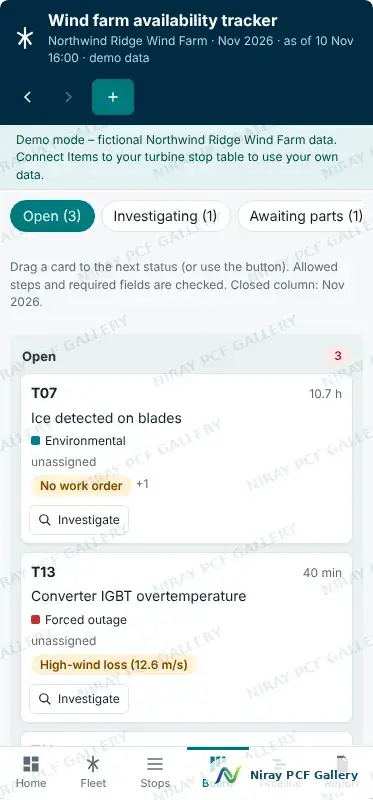 Wind farm availability tracker
Northwind Ridge Wind Farm · Nov 2026 · as of 10 Nov
16:00 · demo data
Demo mode – fictional Northwind Ridge Wind Farm data.
Connect Items to your turbine stop table to use your own
data.
Open (3)
Investigating (1)
Awaiting parts (1)
Drag a card to the next status (or use the button). Allowed
steps and required fields are checked. Closed column: Nov
2026.
Open
3
T07
10.7 h
Ice detected on blades
Environmental
unassigned
No work order
+1
Investigate
T13
40 min
Converter IGBT overtemperature
Forced outage
unassigned
High-wind loss (12.6 m/s)
Investigate
Home
Fleet
Stops
Niray PCF Gallery
NIRAY PCF GALLERY